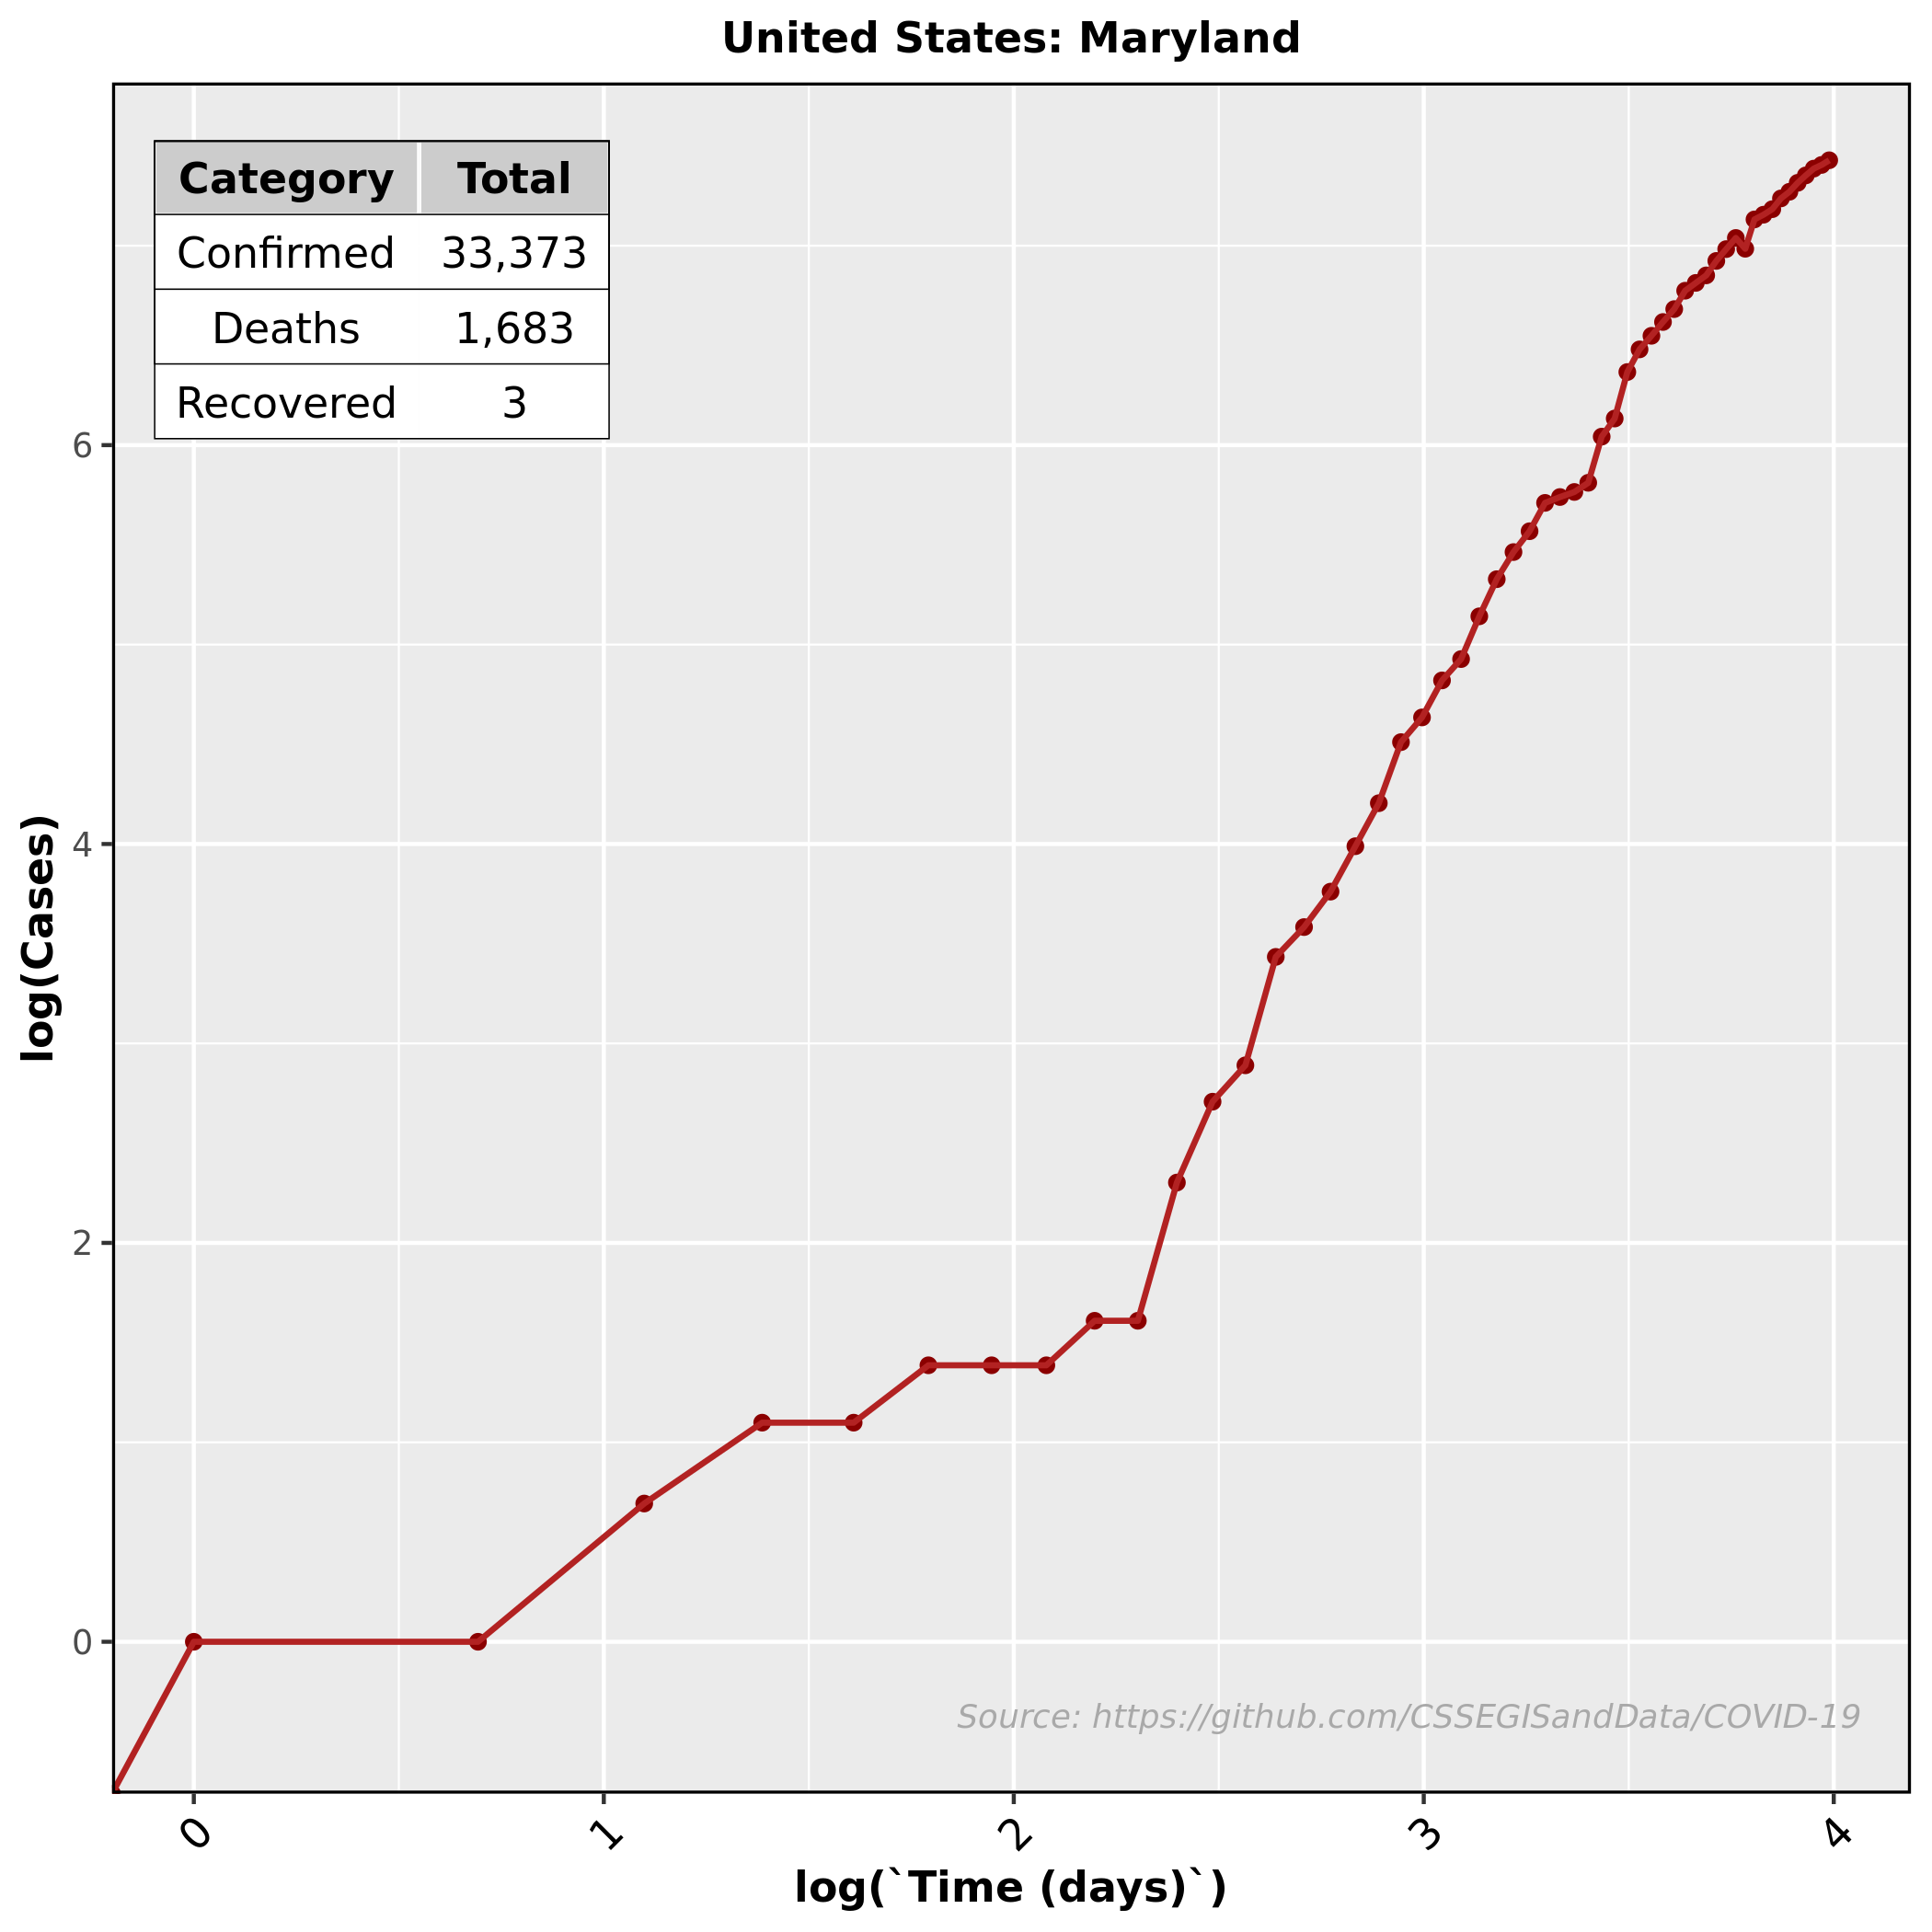 United States: Maryland
Category Total
Confirmed 33,373
Deaths 1,683
Recovered 3
6
4
2
0
log(Cases)
Source: https://github.com/CSSEGISandData/COVID-19
0 1 2 3 4
log(`Time (days)`)